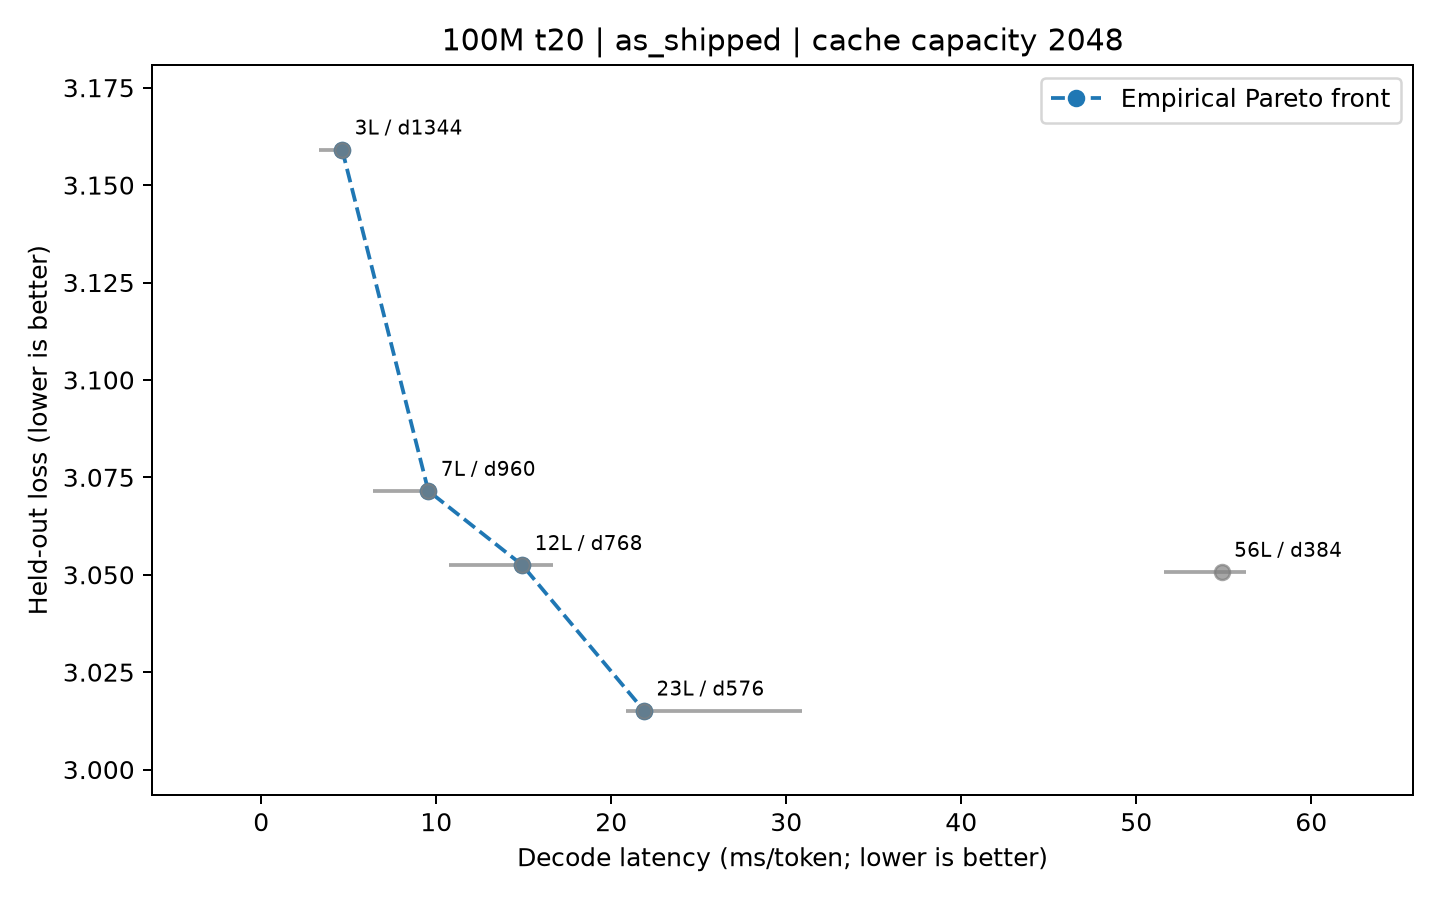 100M t20 | as_shipped | cache capacity 2048
Empirical Pareto front
Held-out loss (lower is better)
3.175
3.150
3.125
3.100
3.075
3.050
3.025
3.000
3L / d1344
7L / d960
12L / d768
56L / d384
23L / d576
0 10 20 30 40 50 60
Decode latency (ms/token; lower is better)